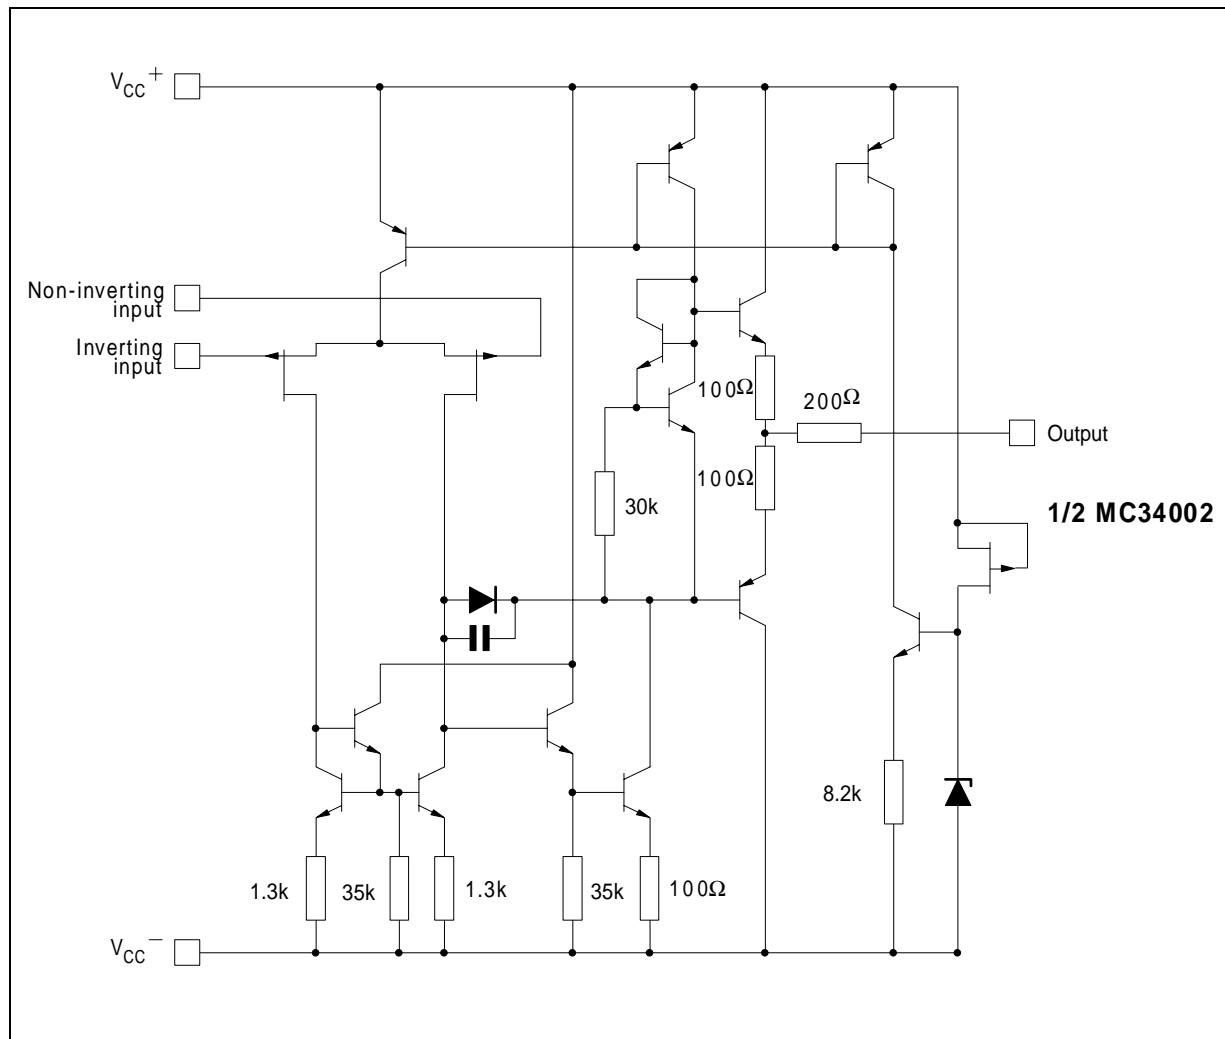 VCC+
Non-inverting
input
Inverting
input
100Ω
200Ω
Output
100Ω
30k
1/2 MC34002
8.2k
1.3k
35k
1.3k
35k
100Ω
VCC−